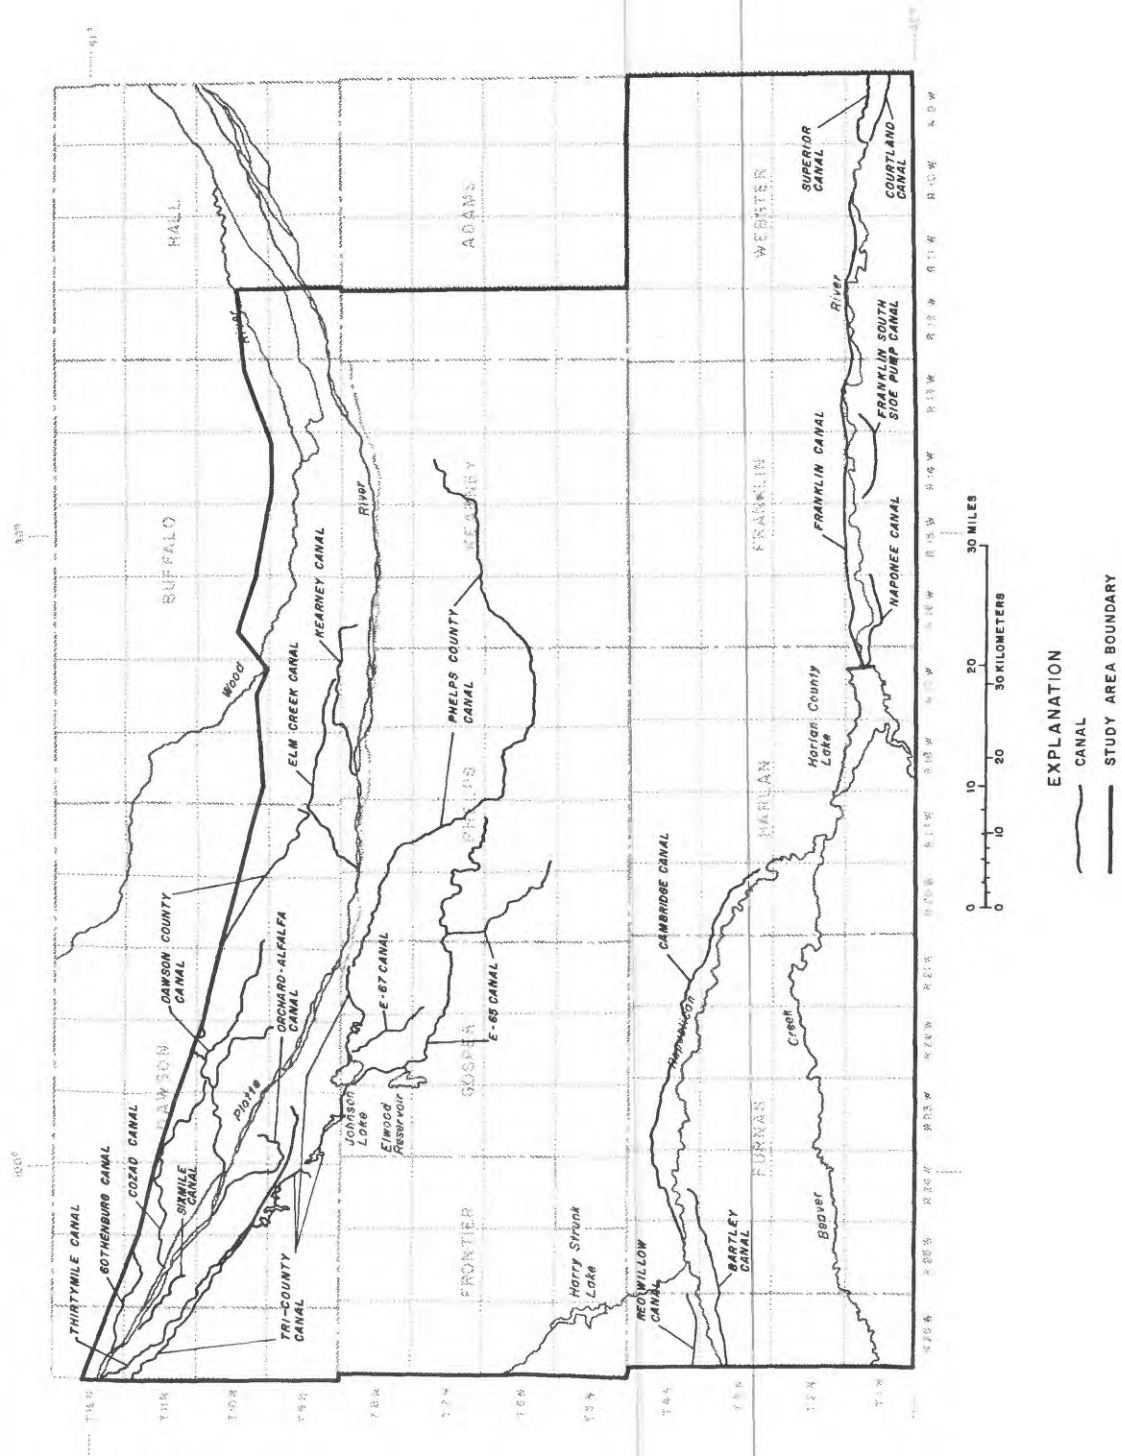 HALL
ADAMS
WEBSTER
SUPERIOR
CANAL
COURTLAND
CANAL
River
River
FRANKLIN SOUTH
SIDE PUMP CANAL
BUFFALO
KEARNEY CANAL
River
KEARNEY
FRANKLIN
FRANKLIN CANAL
NAPONEE CANAL
Wood
ELM CREEK CANAL
PHELPS COUNTY
CANAL
PHELPS
HARLAN
Harlan County
Lake
DAWSON COUNTY
CANAL
ORCHARD-ALFALFA
CANAL
E-67 CANAL
E-65 CANAL
CAMBRIDGE CANAL
DAWSON
Platte
GOSPER
Republican
Creek
Johnson
Lake
Elwood
Reservoir
FURNAS
THIRTYMILE CANAL
GOTHENBURG CANAL
COZAD CANAL
SIXMILE
CANAL
TRI-COUNTY
CANAL
FRONTIER
Harry Strunk
Lake
RED WILLOW
CANAL
BARTLEY
CANAL
Beaver
0 10 20 30 MILES
0 10 20 30 KILOMETERS
EXPLANATION
CANAL
STUDY AREA BOUNDARY